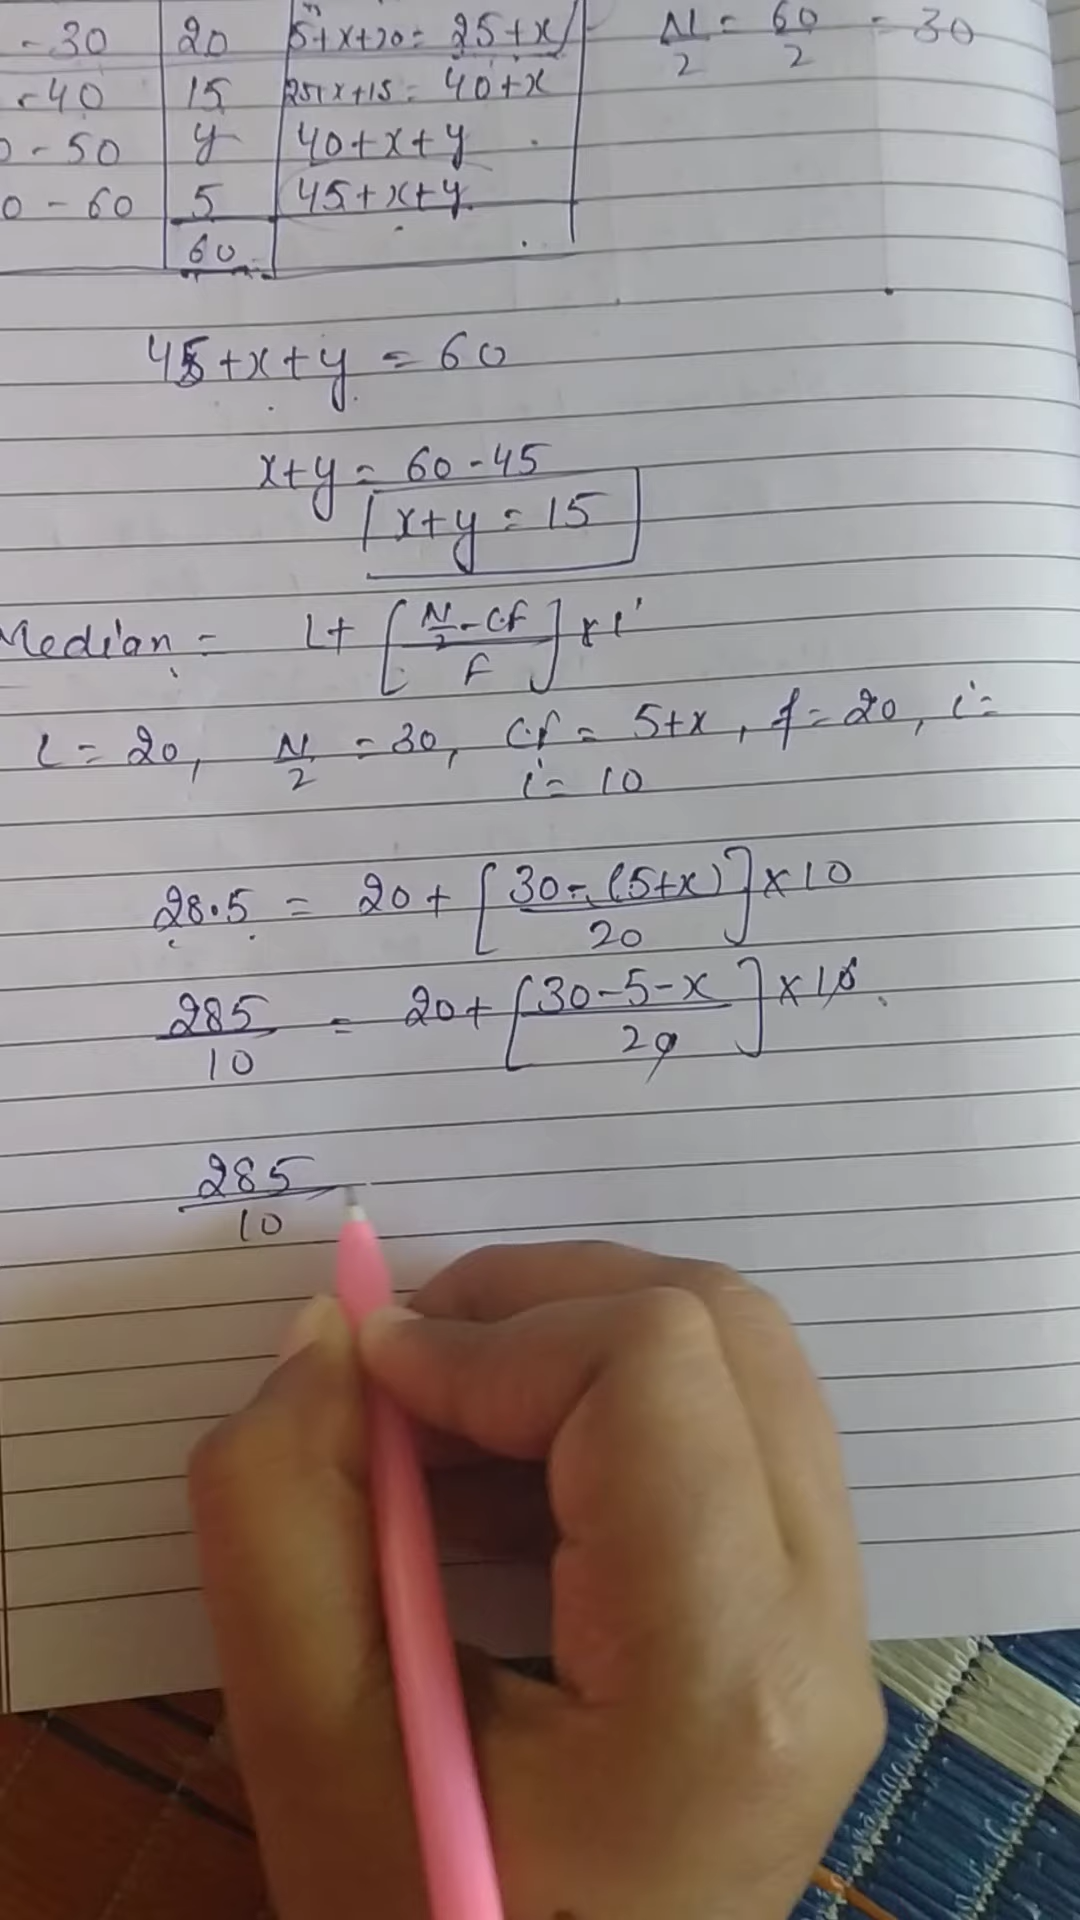 - 30 20 5+x+20 = 25+x N/2 = 60/2 = 30
- 40 15 25+x+15 = 40+x
0 - 50 y 40+x+y
0 - 60 5 45+x+y
60
45+x+y = 60
x+y = 60-45
x+y = 15
Median = L+ [(N/2 - cf)/f] × i
L = 20, N/2 = 30, cf = 5+x, f = 20, i =
i = 10
28.5 = 20+ [(30-(5+x))/20] × 10
285/10 = 20+ [(30-5-x)/20] × 10
285/10